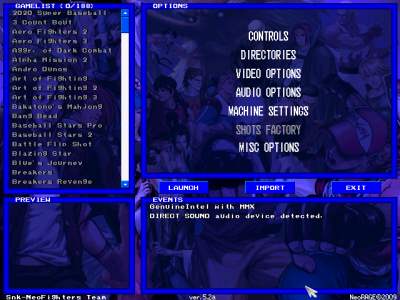 GAMELIST (0/188)
2020 Super Baseball
3 Count Bout
Aero Fighters 2
Aero Fighters 3
Aggr. of Dark Combat
Alpha Mission 2
Andro Dunos
Art of Fighting
Art of Fighting 2
Art of Fighting 3
Bakatono's Mahjong
Bang Bead
Baseball Stars Pro
Baseball Stars 2
Battle Flip Shot
Blazing Star
Blue's Journey
Breakers
Breakers Revenge
OPTIONS
CONTROLS
DIRECTORIES
VIDEO OPTIONS
AUDIO OPTIONS
MACHINE SETTINGS
SHOTS FACTORY
MISC OPTIONS
LAUNCH
IMPORT
EXIT
PREVIEW
EVENTS
GenuineIntel with MMX
DIRECT SOUND audio device detected.
Snk-NeoFighters Team
ver.5.2a
NeoRAGE©2009